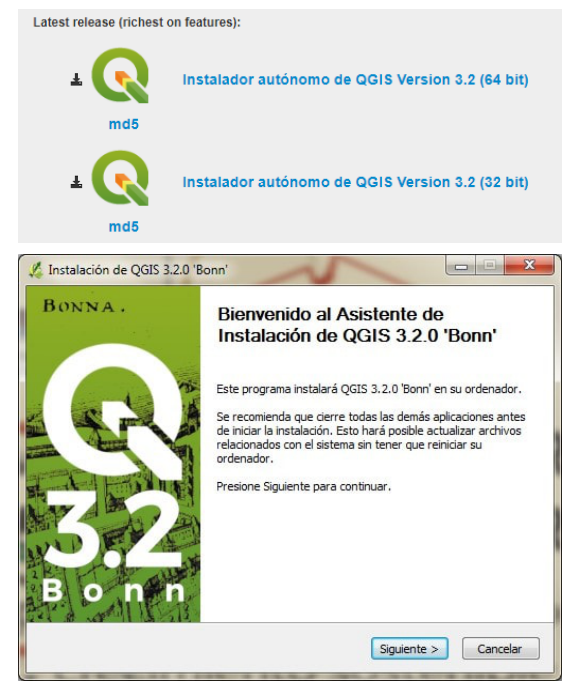 Latest release (richest on features):
Instalador autónomo de QGIS Version 3.2 (64 bit)
md5
Instalador autónomo de QGIS Version 3.2 (32 bit)
md5
Instalación de QGIS 3.2.0 'Bonn'
BONNA.
3.2
Bonn
Bienvenido al Asistente de
Instalación de QGIS 3.2.0 'Bonn'
Este programa instalará QGIS 3.2.0 'Bonn' en su ordenador.
Se recomienda que cierre todas las demás aplicaciones antes
de iniciar la instalación. Esto hará posible actualizar archivos
relacionados con el sistema sin tener que reiniciar su
ordenador.
Presione Siguiente para continuar.
Siguiente >
Cancelar